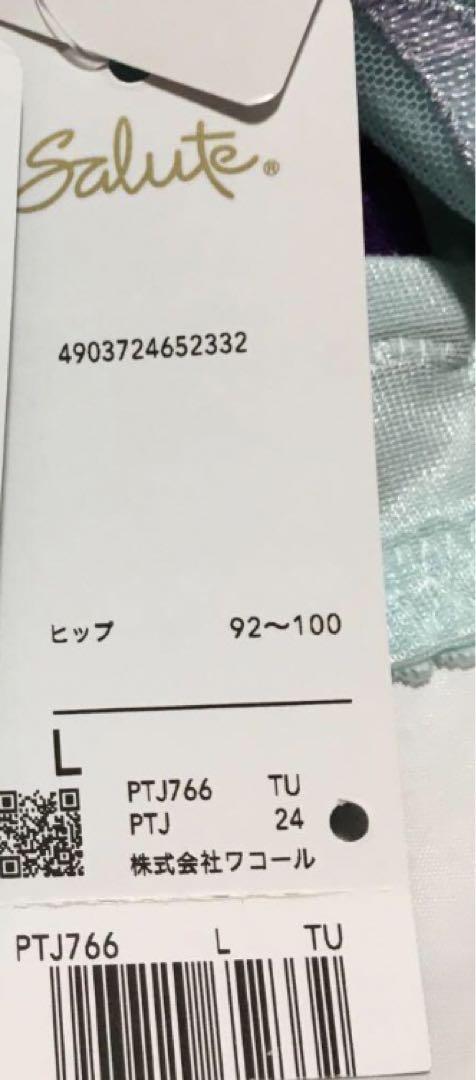 Salute®
4903724652332
ヒップ 92～100
L
PTJ766 TU
PTJ 24
株式会社ワコール
PTJ766 L TU